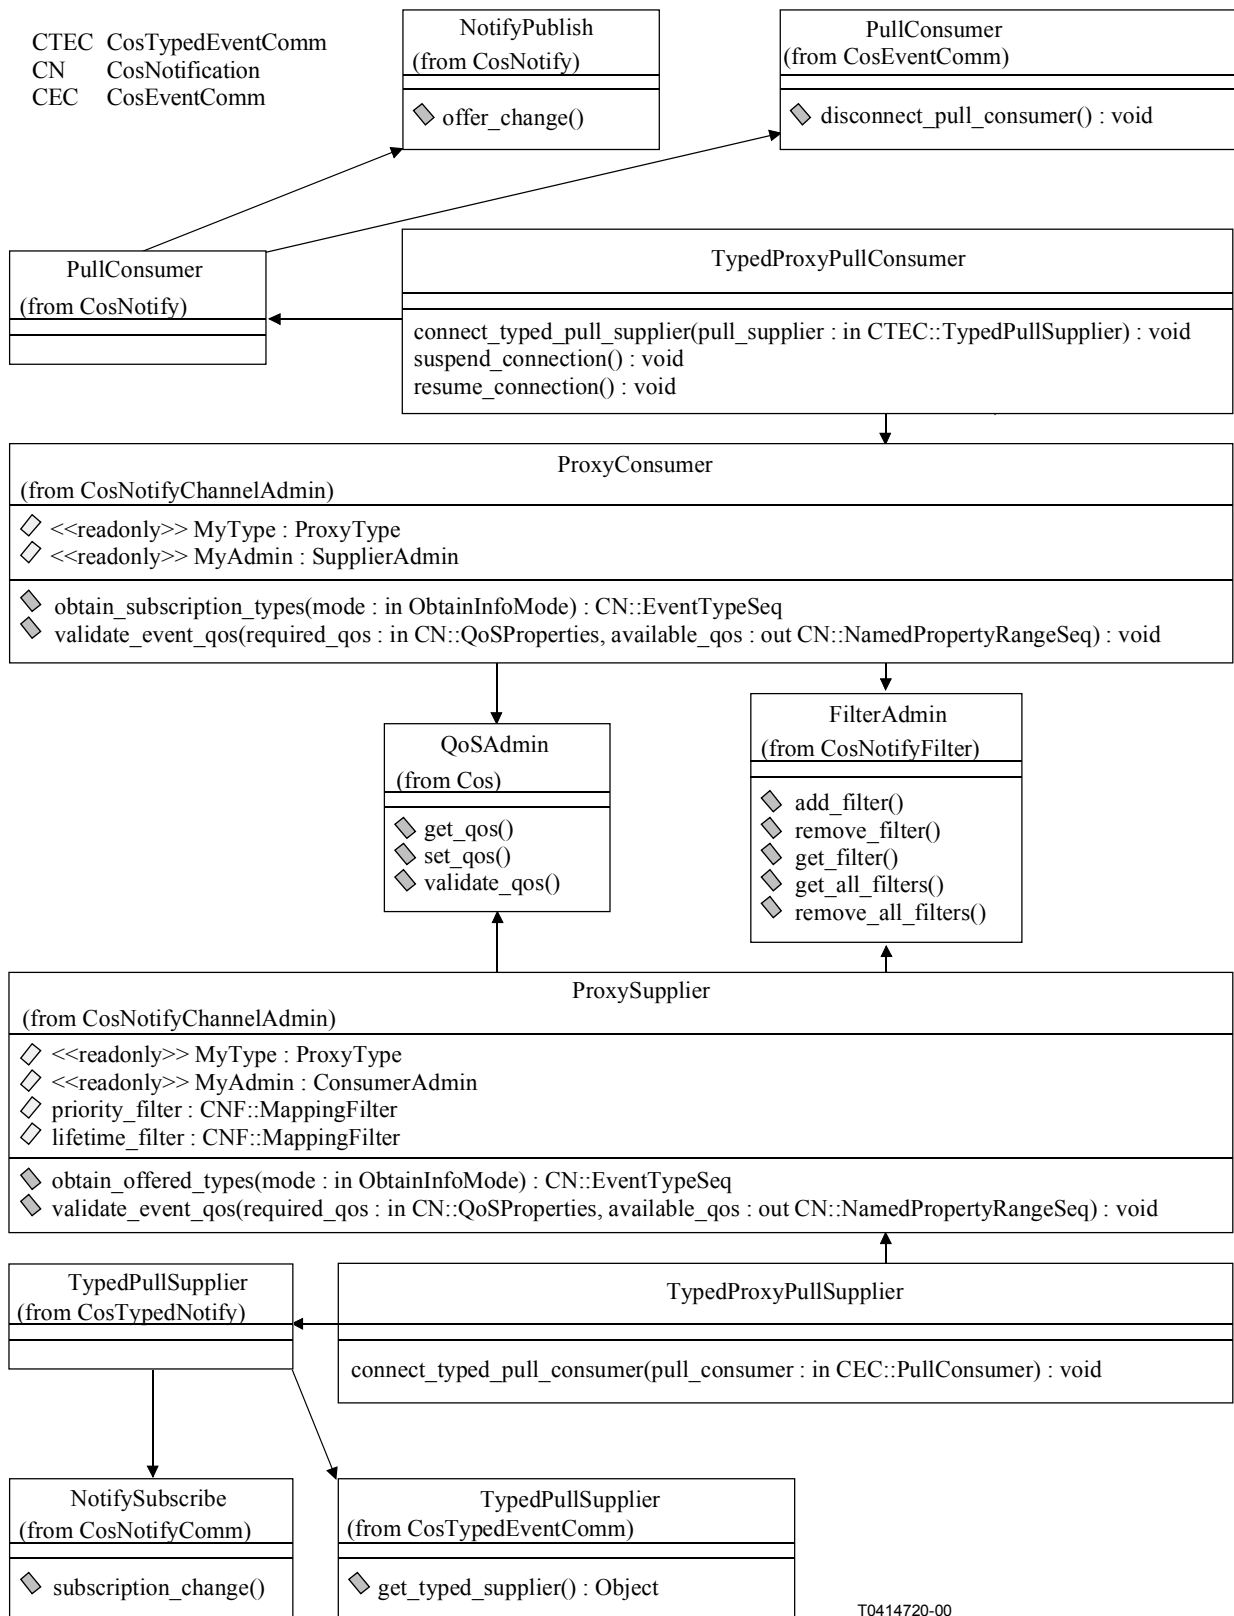 CTEC CosTypedEventComm
CN CosNotification
CEC CosEventComm
NotifyPublish
(from CosNotify)
offer_change()
PullConsumer
(from CosEventComm)
disconnect_pull_consumer() : void
PullConsumer
(from CosNotify)
TypedProxyPullConsumer
connect_typed_pull_supplier(pull_supplier : in CTEC::TypedPullSupplier) : void
suspend_connection() : void
resume_connection() : void
ProxyConsumer
(from CosNotifyChannelAdmin)
<<readonly>> MyType : ProxyType
<<readonly>> MyAdmin : SupplierAdmin
obtain_subscription_types(mode : in ObtainInfoMode) : CN::EventTypeSeq
validate_event_qos(required_qos : in CN::QoSProperties, available_qos : out CN::NamedPropertyRangeSeq) : void
QoSAdmin
(from Cos)
get_qos()
set_qos()
validate_qos()
FilterAdmin
(from CosNotifyFilter)
add_filter()
remove_filter()
get_filter()
get_all_filters()
remove_all_filters()
ProxySupplier
(from CosNotifyChannelAdmin)
<<readonly>> MyType : ProxyType
<<readonly>> MyAdmin : ConsumerAdmin
priority_filter : CNF::MappingFilter
lifetime_filter : CNF::MappingFilter
obtain_offered_types(mode : in ObtainInfoMode) : CN::EventTypeSeq
validate_event_qos(required_qos : in CN::QoSProperties, available_qos : out CN::NamedPropertyRangeSeq) : void
TypedPullSupplier
(from CosTypedNotify)
TypedProxyPullSupplier
connect_typed_pull_consumer(pull_consumer : in CEC::PullConsumer) : void
NotifySubscribe
(from CosNotifyComm)
subscription_change()
TypedPullSupplier
(from CosTypedEventComm)
get_typed_supplier() : Object
T0414720-00